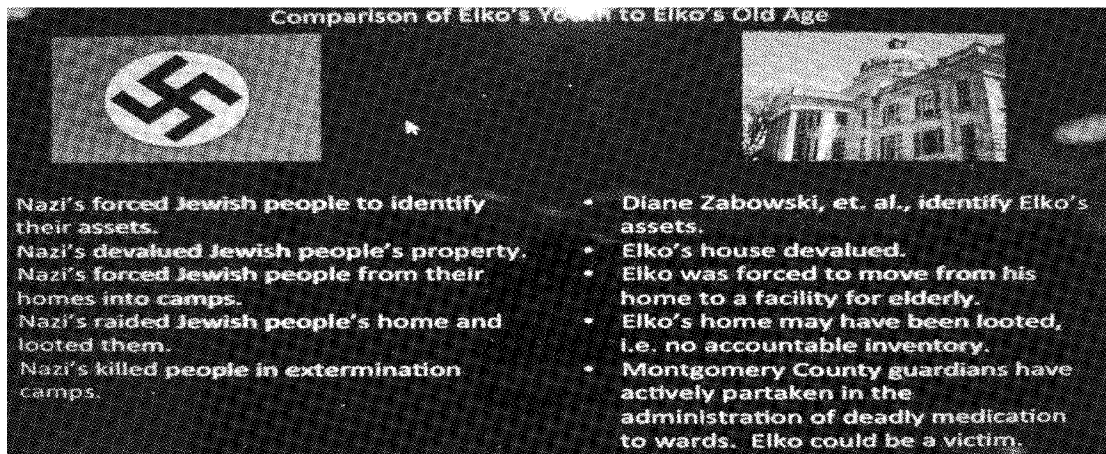 Comparison of Elko's Youth to Elko's Old Age
Nazi's forced Jewish people to identify
their assets.
Nazi's devalued Jewish people's property.
Nazi's forced Jewish people from their
homes into camps.
Nazi's raided Jewish people's home and
looted them.
Nazi's killed people in extermination
camps.
• Diane Zabowski, et. al., identify Elko's
assets.
• Elko's house devalued.
• Elko was forced to move from his
home to a facility for elderly.
• Elko's home may have been looted,
i.e. no accountable inventory.
• Montgomery County guardians have
actively partaken in the
administration of deadly medication
to wards. Elko could be a victim.